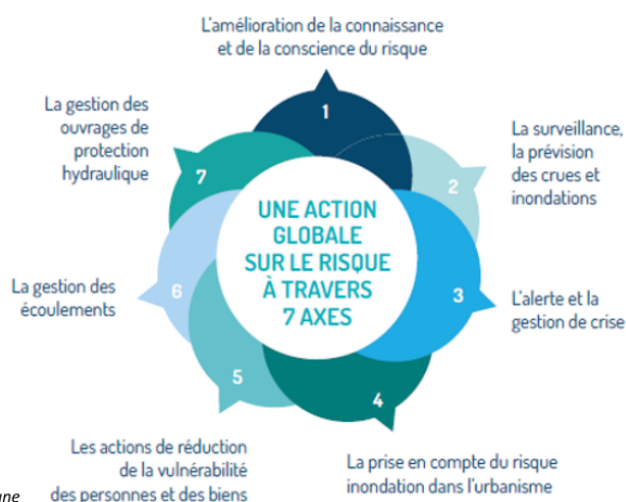 L'amélioration de la connaissance
et de la conscience du risque
1
La surveillance,
la prévision
des crues et
inondations
2
L'alerte et la
gestion de crise
3
La prise en compte du risque
inondation dans l'urbanisme
4
Les actions de réduction
de la vulnérabilité
des personnes et des biens
5
La gestion des
écoulements
6
La gestion des
ouvrages de
protection
hydraulique
7
UNE ACTION
GLOBALE
SUR LE RISQUE
À TRAVERS
7 AXES